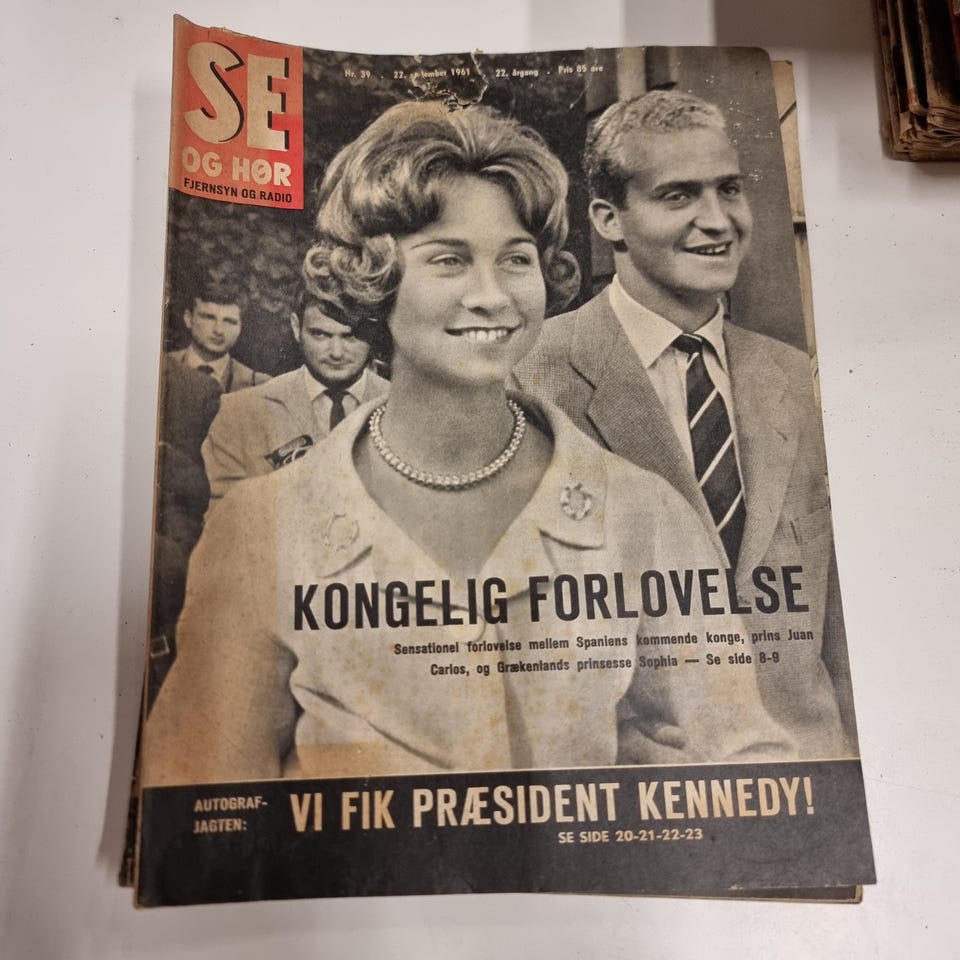 SE
OG HØR
FJERNSYN OG RADIO
Nr. 39 . 22. september 1961 . 22. årgang . Pris 85 øre
KONGELIG FORLOVELSE
Sensationel forlovelse mellem Spaniens kommende konge, prins Juan
Carlos, og Grækenlands prinsesse Sophia — Se side 8-9
AUTOGRAF-
JAGTEN:
VI FIK PRÆSIDENT KENNEDY!
SE SIDE 20-21-22-23